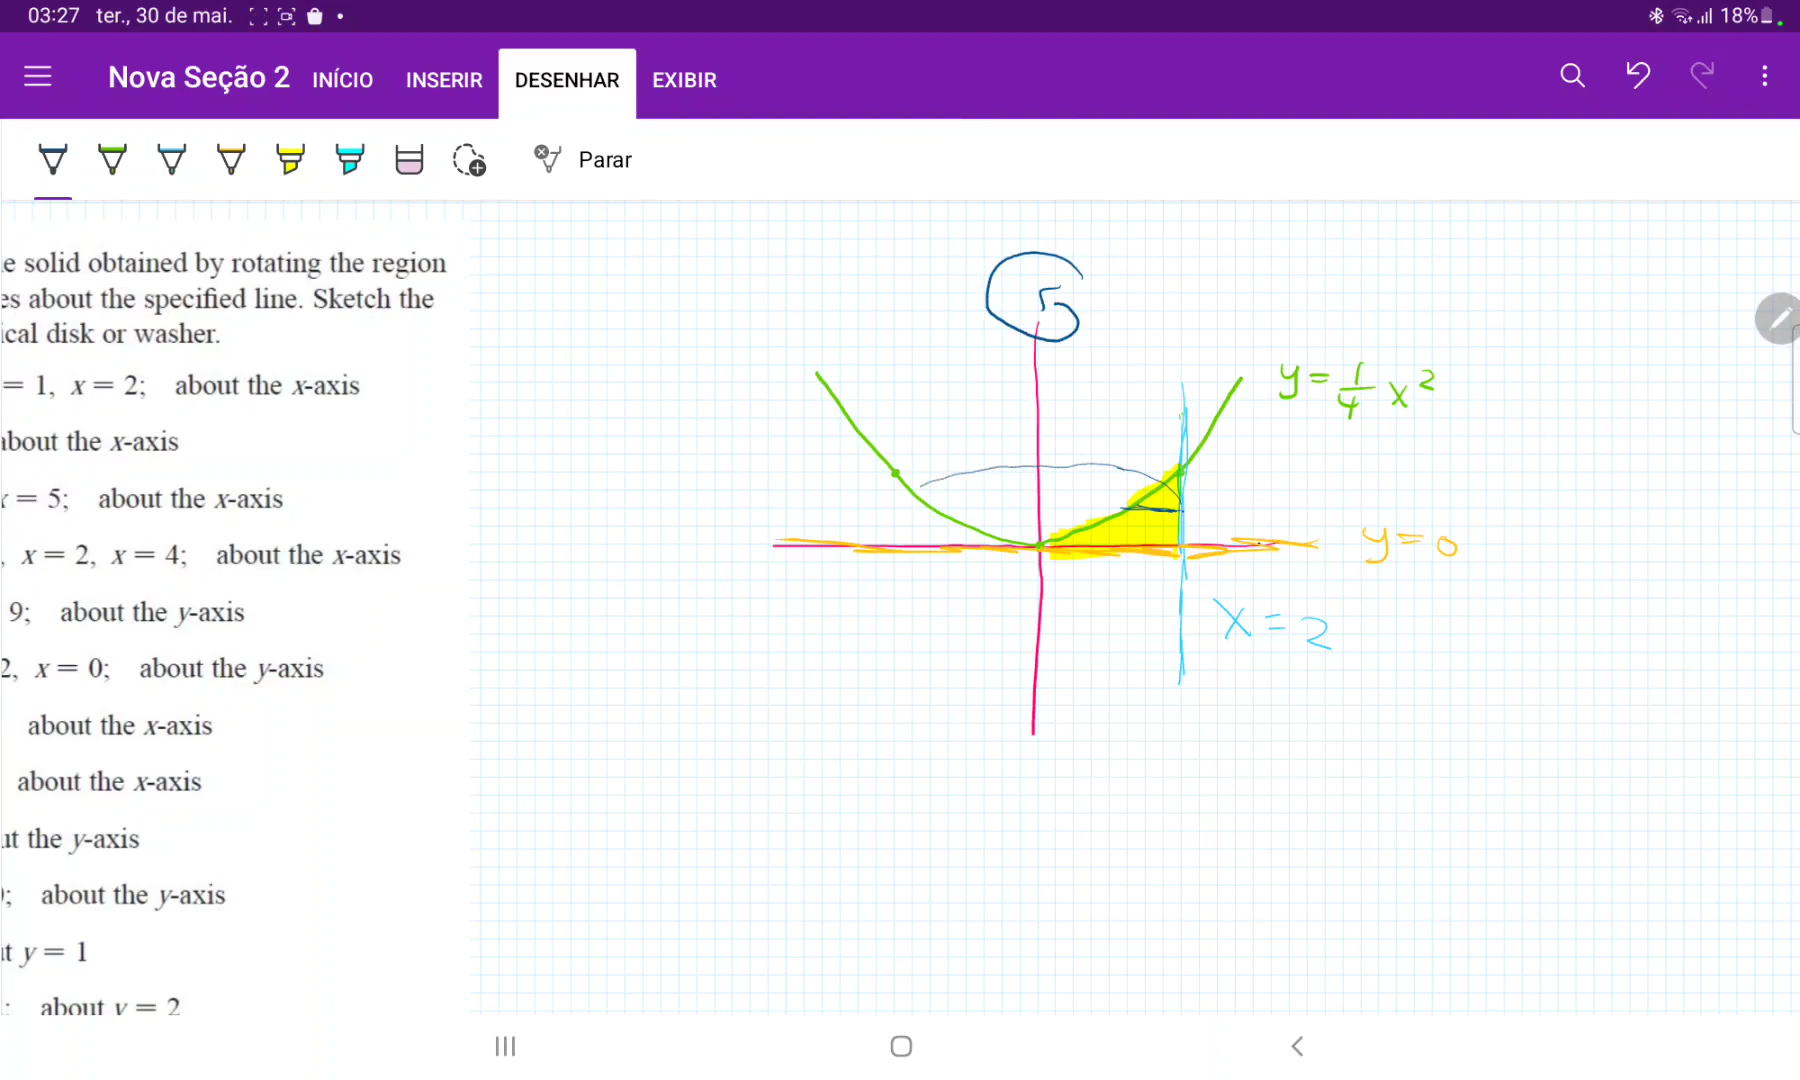 03:27 ter., 30 de mai.
18%
Nova Seção 2 INÍCIO INSERIR DESENHAR EXIBIR
Parar
e solid obtained by rotating the region
es about the specified line. Sketch the
ical disk or washer.
= 1, x = 2; about the x-axis
about the x-axis
x = 5; about the x-axis
, x = 2, x = 4; about the x-axis
9; about the y-axis
2, x = 0; about the y-axis
about the x-axis
about the x-axis
ut the y-axis
; about the y-axis
it y = 1
: about y = 2
5
y = 1/4 x²
y = 0
x = 2